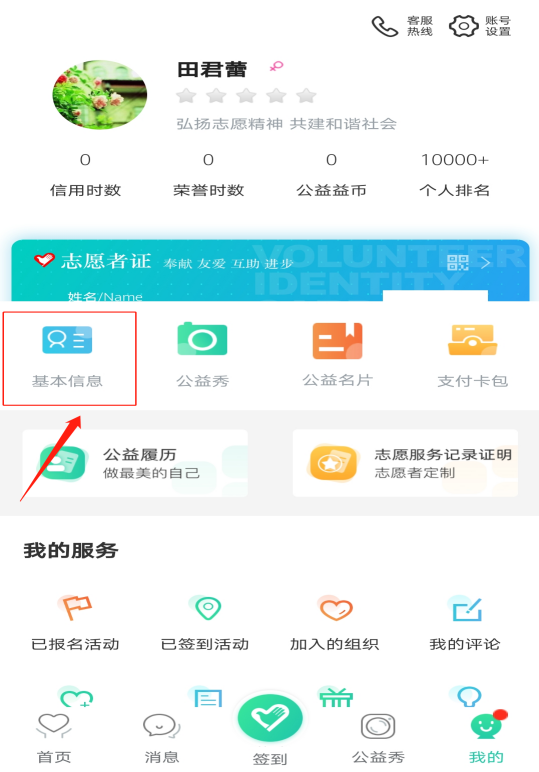 客服 账号
热线 设置
田君蕾
弘扬志愿精神 共建和谐社会
0 0 0 10000+
信用时数 荣誉时数 公益益币 个人排名
VOLUNTEER
IDENTITY
志愿者证 奉献 友爱 互助 进步
姓名/Name
基本信息 公益秀 公益名片 支付卡包
公益履历 志愿服务记录证明
做最美的自己 志愿者定制
我的服务
已报名活动 已签到活动 加入的组织 我的评论
首页 消息 签到 公益秀 我的